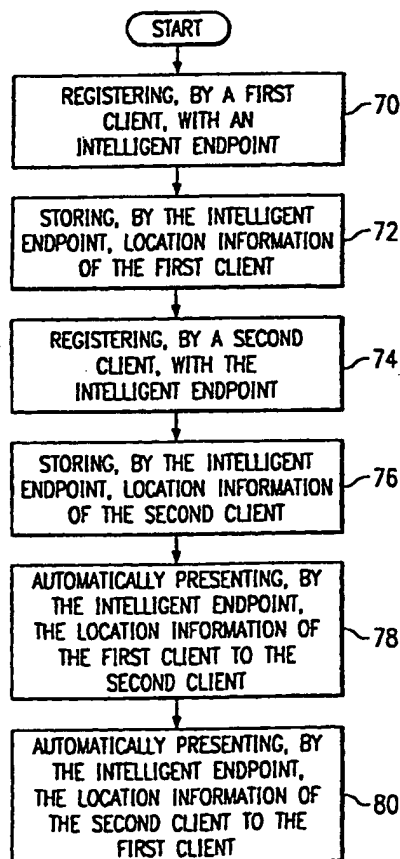 START
REGISTERING, BY A FIRST
CLIENT, WITH AN
INTELLIGENT ENDPOINT
70
STORING, BY THE INTELLIGENT
ENDPOINT, LOCATION INFORMATION
OF THE FIRST CLIENT
72
REGISTERING, BY A SECOND
CLIENT, WITH THE
INTELLIGENT ENDPOINT
74
STORING, BY THE INTELLIGENT
ENDPOINT, LOCATION INFORMATION
OF THE SECOND CLIENT
76
AUTOMATICALLY PRESENTING, BY
THE INTELLIGENT ENDPOINT,
THE LOCATION INFORMATION OF
THE FIRST CLIENT TO THE
SECOND CLIENT
78
AUTOMATICALLY PRESENTING, BY
THE INTELLIGENT ENDPOINT,
THE LOCATION INFORMATION OF
THE SECOND CLIENT TO THE
FIRST CLIENT
80